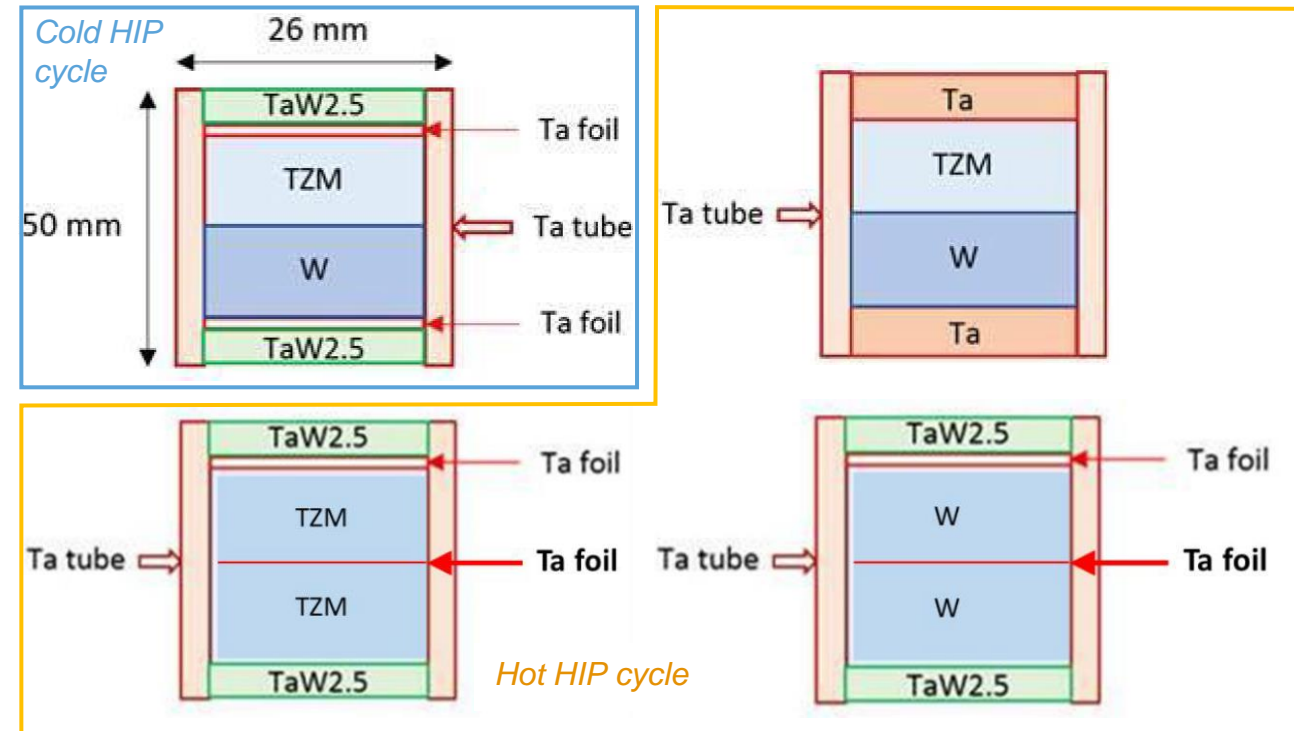 Cold HIP
cycle
26 mm
50 mm
TaW2.5
Ta foil
TZM
Ta tube
W
Ta foil
TaW2.5
Ta
TZM
Ta tube
W
Ta
TaW2.5
Ta foil
TZM
Ta tube
Ta foil
TZM
TaW2.5
Hot HIP cycle
TaW2.5
Ta foil
W
Ta tube
Ta foil
W
TaW2.5